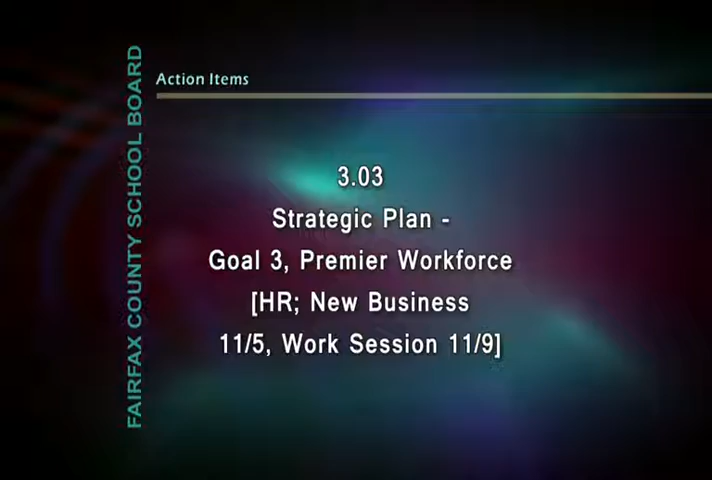 FAIRFAX COUNTY SCHOOL BOARD
Action Items
3.03
Strategic Plan -
Goal 3, Premier Workforce
[HR; New Business
11/5, Work Session 11/9]